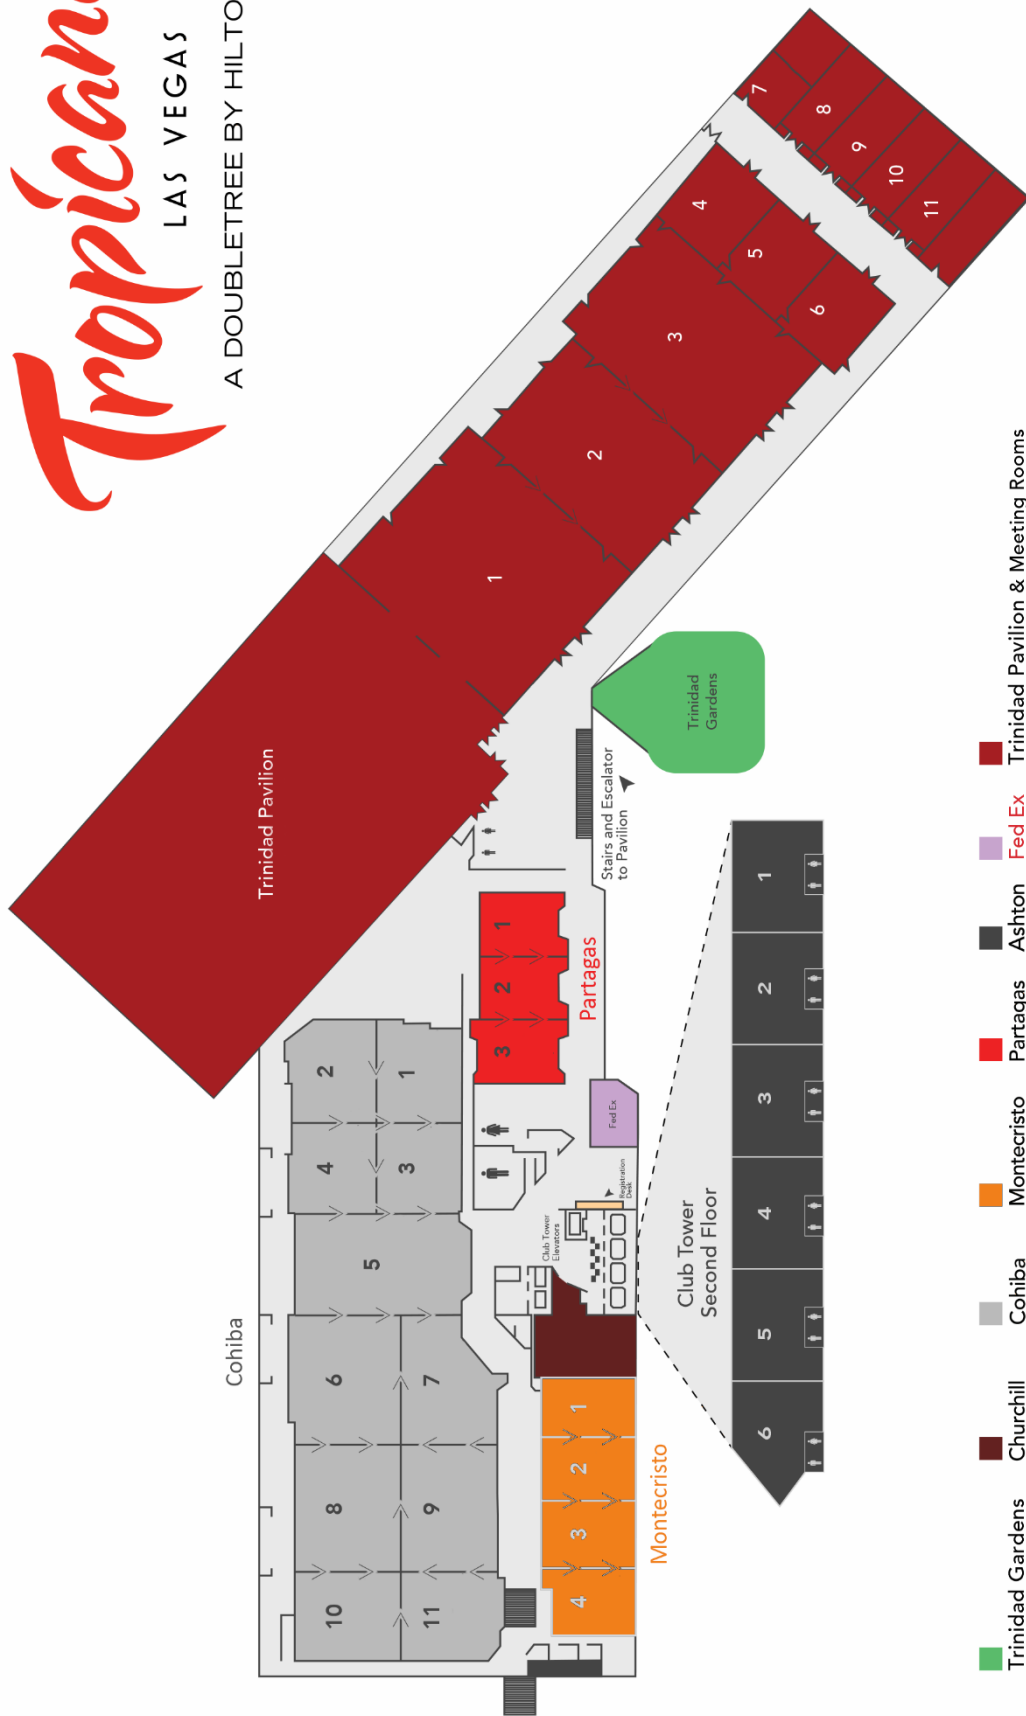 Tropican
LAS VEGAS
A DOUBLETREE BY HILTO
Trinidad Pavilion
1
2
3
4
5
6
7
8
9
10
11
Trinidad
Gardens
Stairs and Escalator
to Pavilion
Cohiba
10
8
6
5
4
2
11
9
7
3
1
Partagas
3
2
1
Fed Ex
Registration
Desk
Club Tower
Elevators
Montecristo
4
3
2
1
Club Tower
Second Floor
6
5
4
3
2
1
Trinidad Gardens
Churchill
Cohiba
Montecristo
Partagas
Ashton
Fed Ex
Trinidad Pavilion & Meeting Rooms